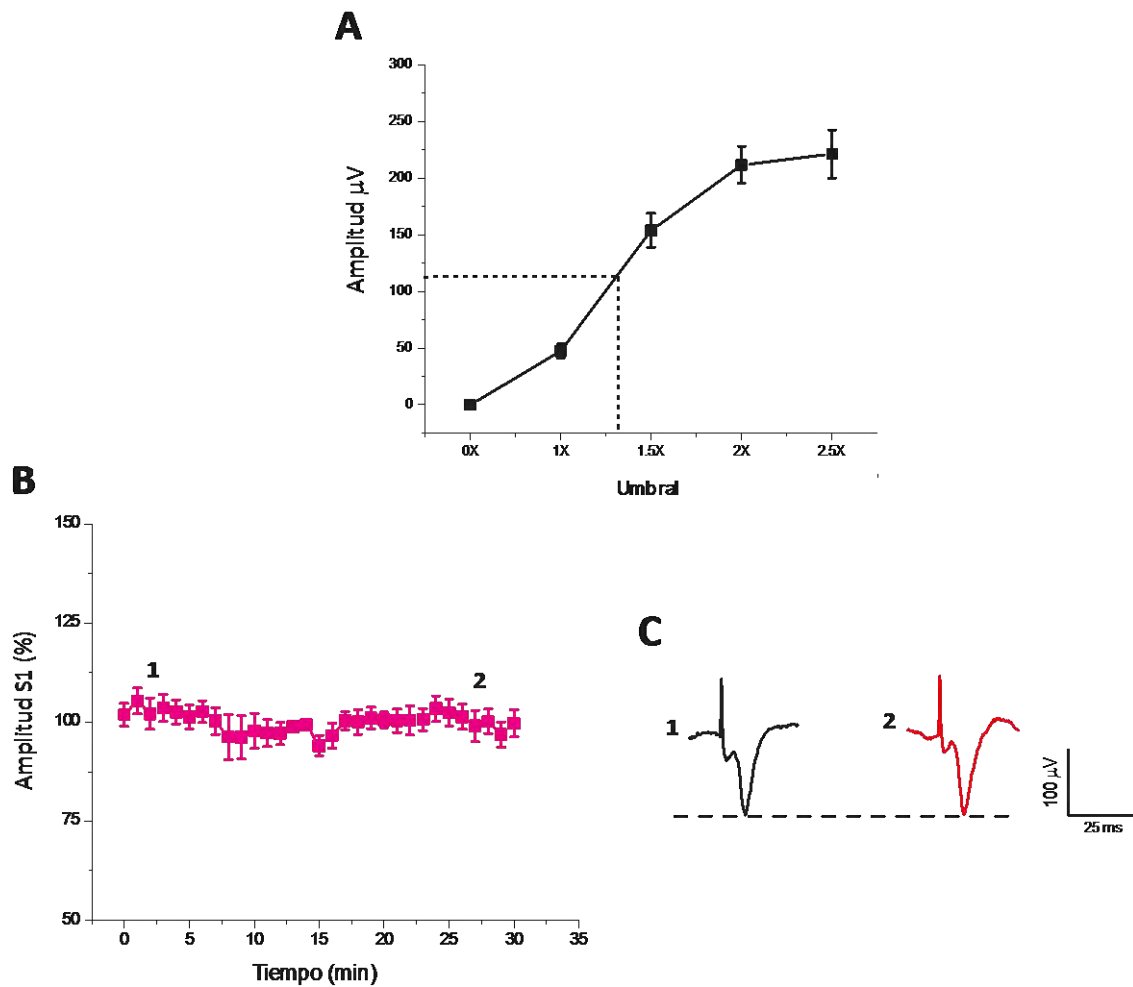 A
300
250
200
150
100
50
0
Amplitud µV
0X 1X 1.5X 2X 2.5X
Umbral
B
150
125
100
75
50
Amplitud S1 (%)
1
2
0 5 10 15 20 25 30 35
Tiempo (min)
C
1
2
100 µV
25 ms